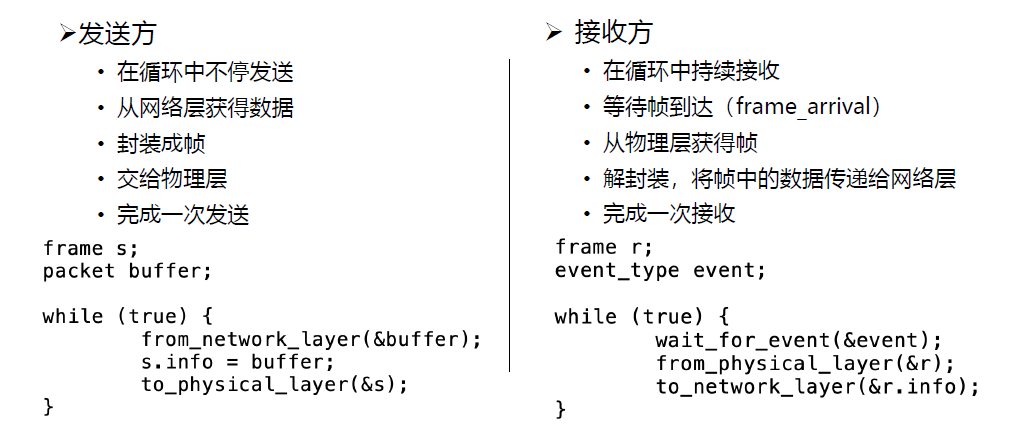 ➢发送方
• 在循环中不停发送
• 从网络层获得数据
• 封装成帧
• 交给物理层
• 完成一次发送
frame s;
packet buffer;
while (true) {
from_network_layer(&buffer);
s.info = buffer;
to_physical_layer(&s);
}
➢ 接收方
• 在循环中持续接收
• 等待帧到达（frame_arrival）
• 从物理层获得帧
• 解封装，将帧中的数据传递给网络层
• 完成一次接收
frame r;
event_type event;
while (true) {
wait_for_event(&event);
from_physical_layer(&r);
to_network_layer(&r.info);
}